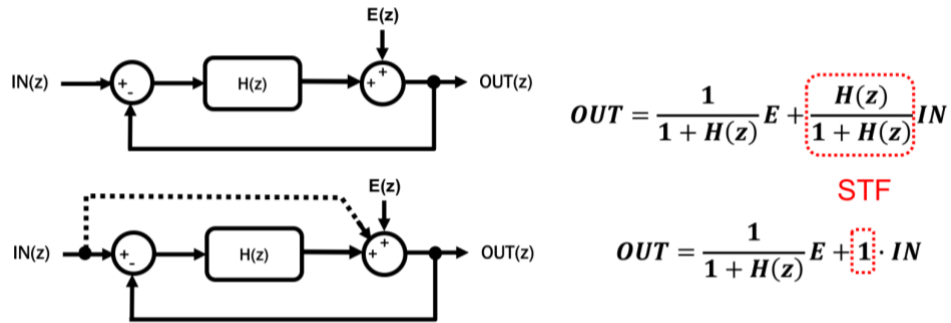 E(z)
IN(z) + - H(z) + + OUT(z)
OUT = 1/(1 + H(z)) E + H(z)/(1 + H(z)) IN
STF
E(z)
IN(z) + - H(z) + + OUT(z)
OUT = 1/(1 + H(z)) E + 1 · IN